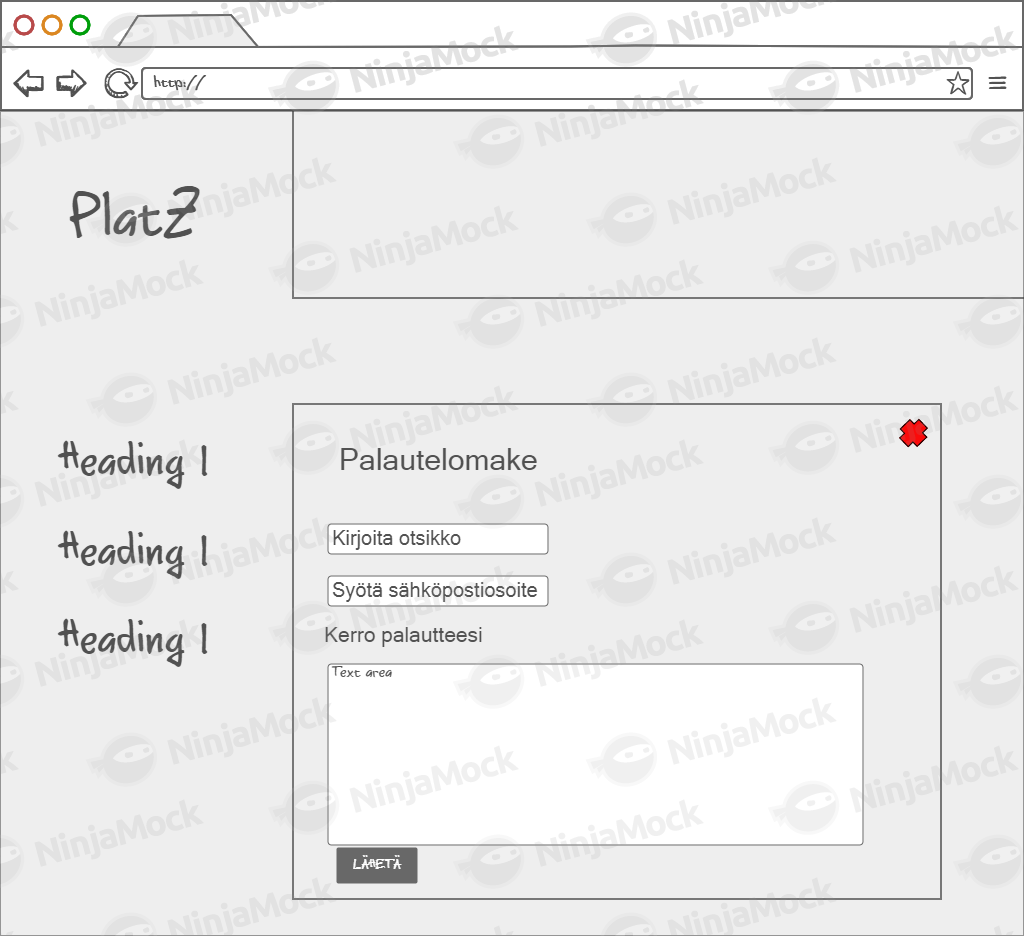 http://
PlatZ
Heading 1
Heading 1
Heading 1
Palautelomake
Kirjoita otsikko
Syötä sähköpostiosoite
Kerro palautteesi
Text area
LÄHETÄ
NinjaMock